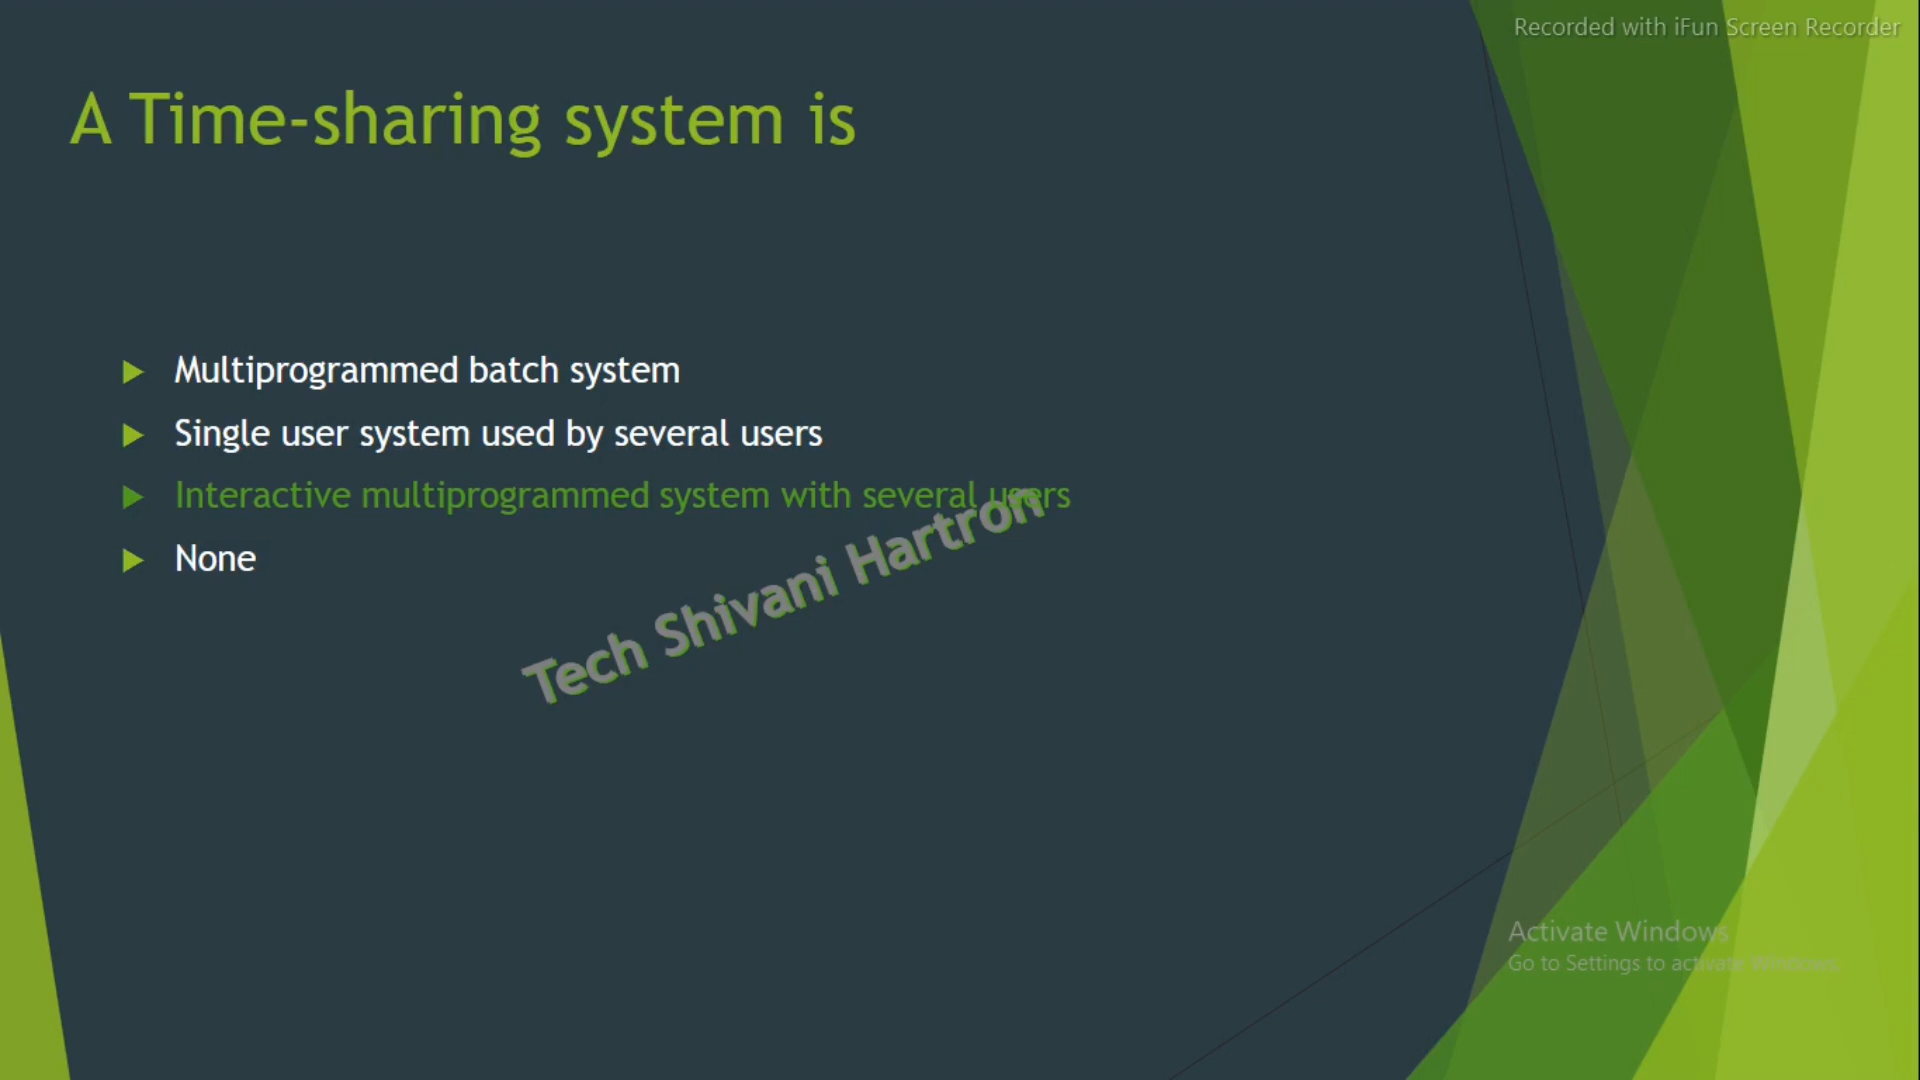 Recorded with iFun Screen Recorder
A Time-sharing system is
Multiprogrammed batch system
Single user system used by several users
Interactive multiprogrammed system with several users
None
Tech Shivani Hartron
Activate Windows
Go to Settings to activate Windows.